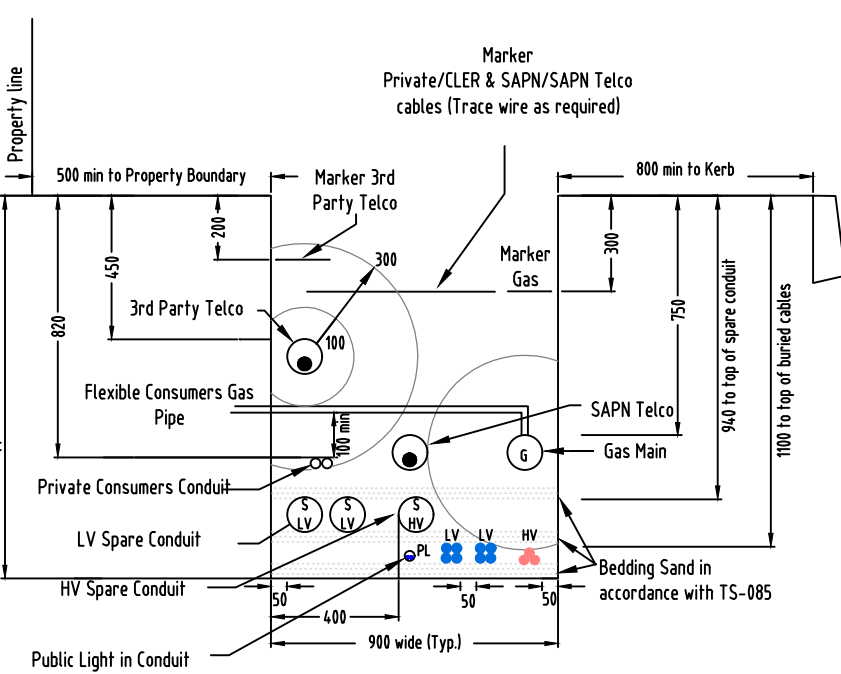 Marker
Private/CLER & SAPN/SAPN Telco
cables (Trace wire as required)
Property line
500 min to Property Boundary
800 min to Kerb
Marker 3rd
Party Telco
200
450
820
300
Marker
Gas
300
750
940 to top of spare conduit
1100 to top of buried cables
3rd Party Telco
100
Flexible Consumers Gas
Pipe
100 min
SAPN Telco
G
Gas Main
Private Consumers Conduit
S
LV
S
LV
S
HV
LV Spare Conduit
LV
LV
HV
PL
HV Spare Conduit
Bedding Sand in
accordance with TS-085
50
50
50
400
900 wide (Typ.)
Public Light in Conduit